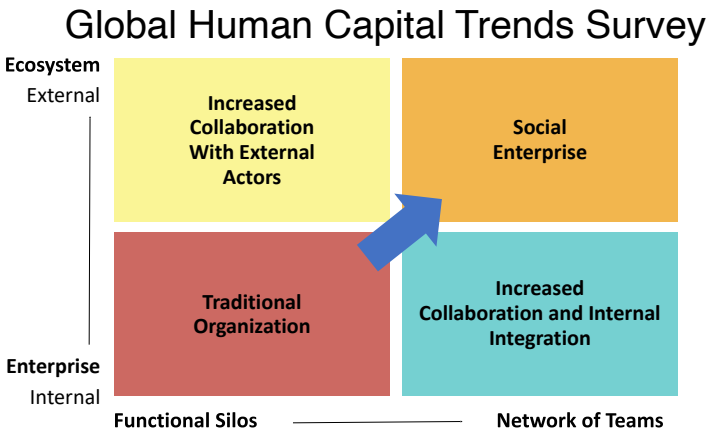 Global Human Capital Trends Survey
Ecosystem
External
Increased
Collaboration
With External
Actors
Social
Enterprise
Traditional
Organization
Increased
Collaboration and Internal
Integration
Enterprise
Internal
Functional Silos
Network of Teams